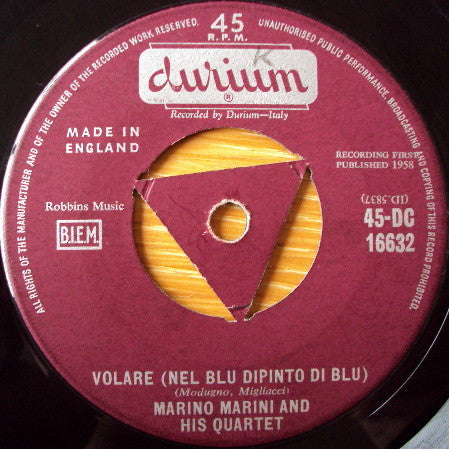 ALL RIGHTS OF THE MANUFACTURER AND OF THE OWNER OF THE RECORDED WORK RESERVED. UNAUTHORISED PUBLIC PERFORMANCE, BROADCASTING AND COPYING OF THIS RECORD PROHIBITED.
45
R.P.M.
K
durium
®
Recorded by Durium—Italy
MADE IN
ENGLAND
RECORDING FIRST
PUBLISHED 1958
Robbins Music
B.I.E.M.
(ID.5837)
45-DC
16632
VOLARE (NEL BLU DIPINTO DI BLU)
(Modugno, Migliacci)
MARINO MARINI AND
HIS QUARTET